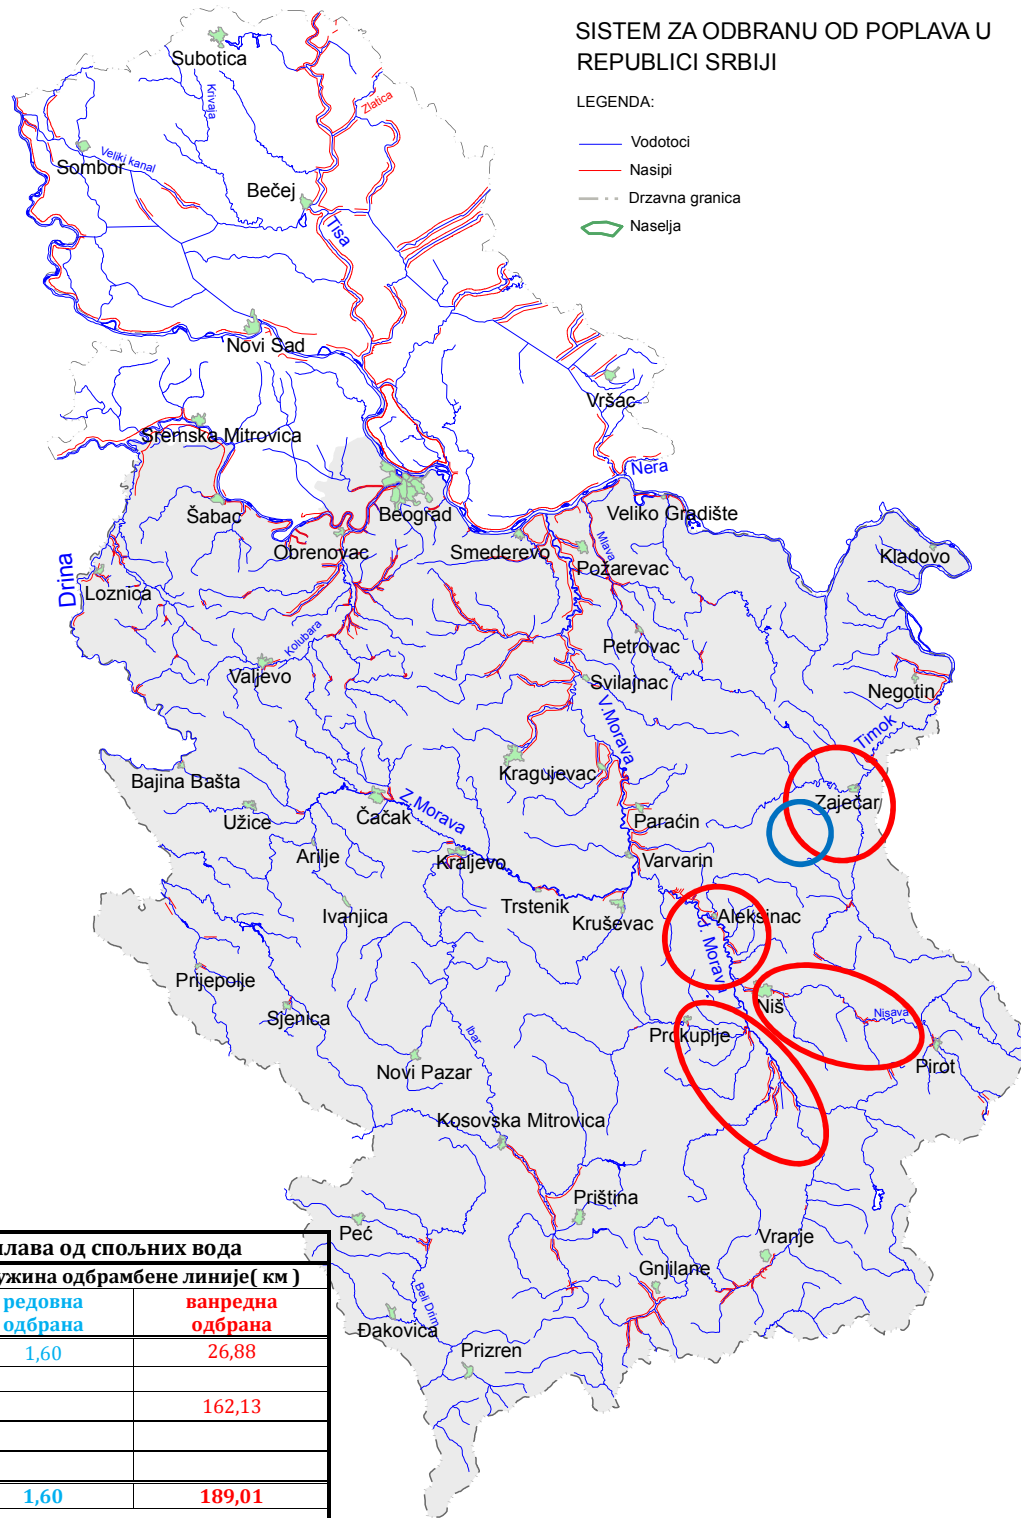 SISTEM ZA ODBRANU OD POPLAVA U
REPUBLICI SRBIJI
LEGENDA:
Vodotoci
Nasipi
Drzavna granica
Naselja
Subotica
Krivaja
Zlatica
Sombor
Veliki kanal
Bečej
Tisa
Novi Sad
Vršac
Sremska Mitrovica
Nera
Šabac
Beograd
Veliko Gradište
Obrenovac
Smederevo
Mlava
Požarevac
Kladovo
Drina
Loznica
Kolubara
Petrovac
Valjevo
Svilajnac
Negotin
V.Morava
Timok
Bajina Bašta
Kragujevac
Užice
Čačak
Z.Morava
Paraćin
Zaječar
Arilje
Kraljevo
Varvarin
Ivanjica
Trstenik
Kruševac
Aleksinac
J. Morava
Prijepolje
Sjenica
Ibar
Niš
Nišava
Prokuplje
Novi Pazar
Pirot
Kosovska Mitrovica
Priština
Peć
Vranje
Gnjilane
Beli Drim
Đakovica
Prizren
лава од спољних вода
ужина одбрамбене линије( км )
редовна ванредна
одбрана одбрана
1,60 26,88
162,13
1,60 189,01